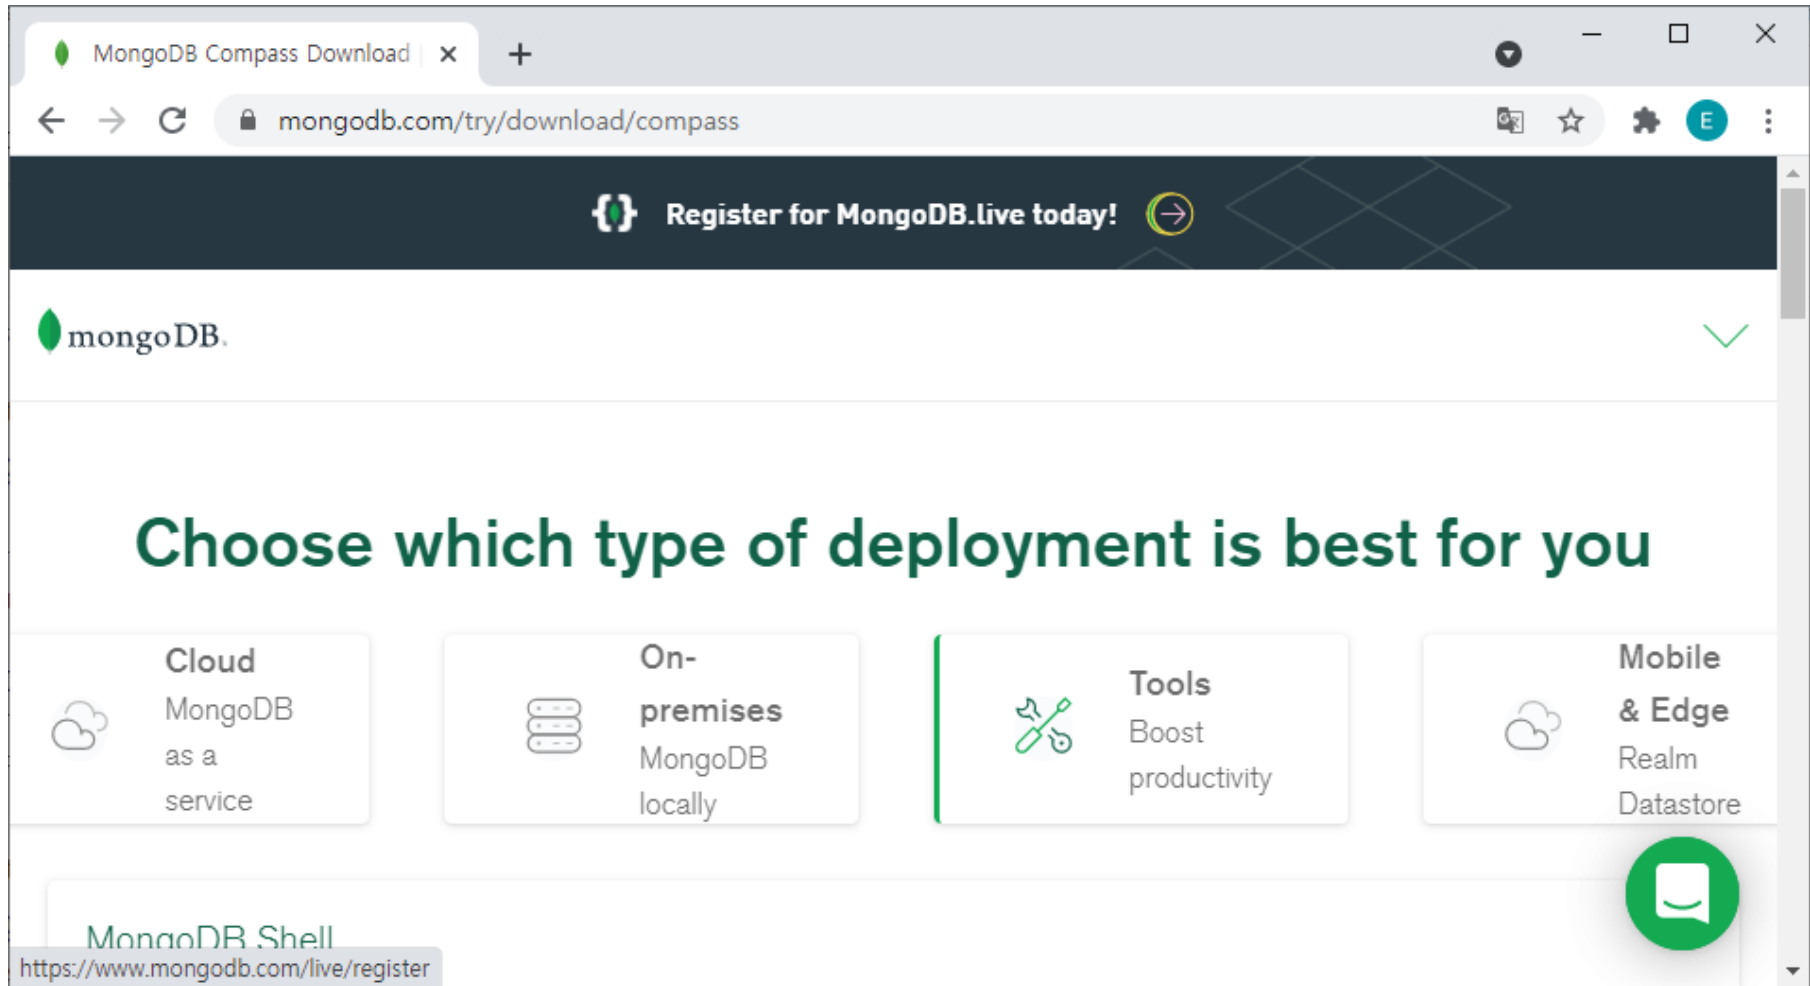 MongoDB Compass Download
mongodb.com/try/download/compass
E
Register for MongoDB.live today!
mongoDB.
Choose which type of deployment is best for you
Cloud
MongoDB
as a
service
On-
premises
MongoDB
locally
Tools
Boost
productivity
Mobile
& Edge
Realm
Datastore
MongoDB Shell
https://www.mongodb.com/live/register